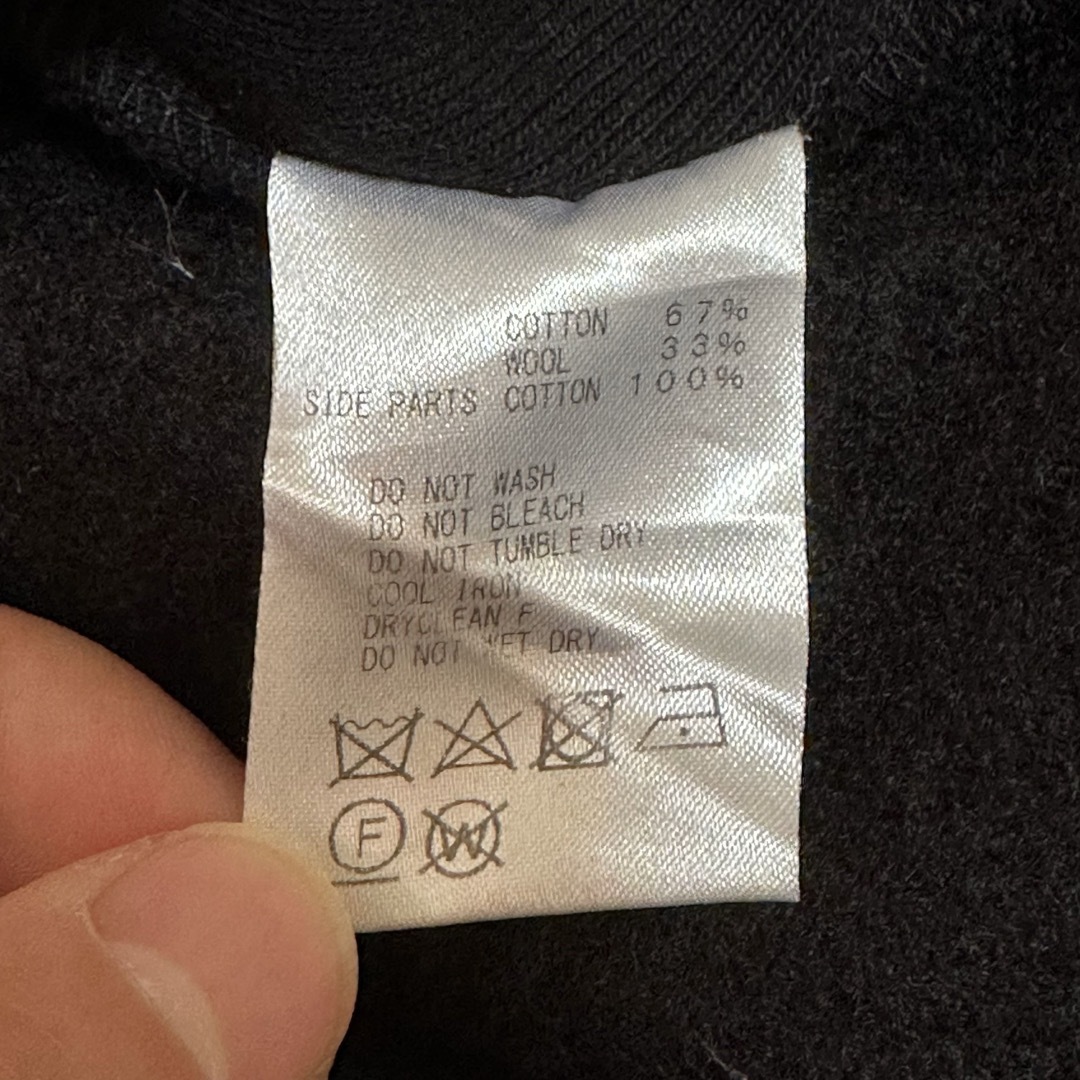 COTTON 67%
WOOL 33%
SIDE PARTS COTTON 100%
DO NOT WASH
DO NOT BLEACH
DO NOT TUMBLE DRY
COOL IRON
DRYCLEAN F
DO NOT WET DRY
F W